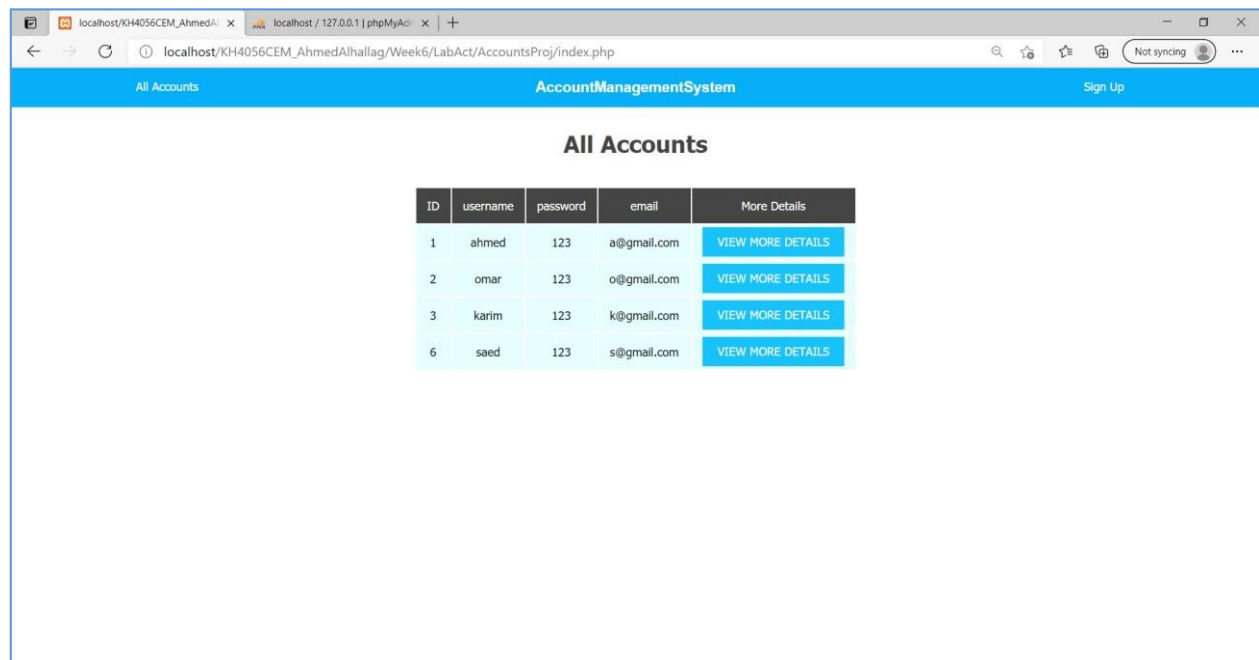 localhost/KH4056CEM_AhmedAl
localhost / 127.0.0.1 | phpMyAdr
localhost/KH4056CEM_AhmedAlhallag/Week6/LabAct/AccountsProj/index.php
Not syncing
All Accounts AccountManagementSystem Sign Up
All Accounts
ID username password email More Details
1 ahmed 123 a@gmail.com VIEW MORE DETAILS
2 omar 123 o@gmail.com VIEW MORE DETAILS
3 karim 123 k@gmail.com VIEW MORE DETAILS
6 saed 123 s@gmail.com VIEW MORE DETAILS